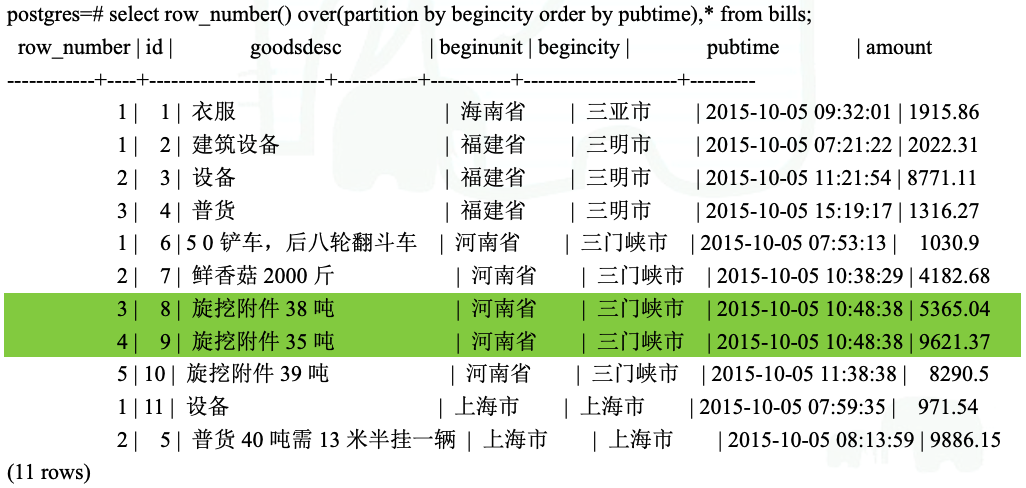 postgres=# select row_number() over(partition by begincity order by pubtime),* from bills;
row_number | id | goodsdesc | beginunit | begincity | pubtime | amount
------------+----+------------------------+-----------+-----------+---------------------+---------
1 | 1 | 衣服 | 海南省 | 三亚市 | 2015-10-05 09:32:01 | 1915.86
1 | 2 | 建筑设备 | 福建省 | 三明市 | 2015-10-05 07:21:22 | 2022.31
2 | 3 | 设备 | 福建省 | 三明市 | 2015-10-05 11:21:54 | 8771.11
3 | 4 | 普货 | 福建省 | 三明市 | 2015-10-05 15:19:17 | 1316.27
1 | 6 | 5 0 铲车，后八轮翻斗车 | 河南省 | 三门峡市 | 2015-10-05 07:53:13 | 1030.9
2 | 7 | 鲜香菇 2000 斤 | 河南省 | 三门峡市 | 2015-10-05 10:38:29 | 4182.68
3 | 8 | 旋挖附件 38 吨 | 河南省 | 三门峡市 | 2015-10-05 10:48:38 | 5365.04
4 | 9 | 旋挖附件 35 吨 | 河南省 | 三门峡市 | 2015-10-05 10:48:38 | 9621.37
5 | 10 | 旋挖附件 39 吨 | 河南省 | 三门峡市 | 2015-10-05 11:38:38 | 8290.5
1 | 11 | 设备 | 上海市 | 上海市 | 2015-10-05 07:59:35 | 971.54
2 | 5 | 普货 40 吨需 13 米半挂一辆 | 上海市 | 上海市 | 2015-10-05 08:13:59 | 9886.15
(11 rows)